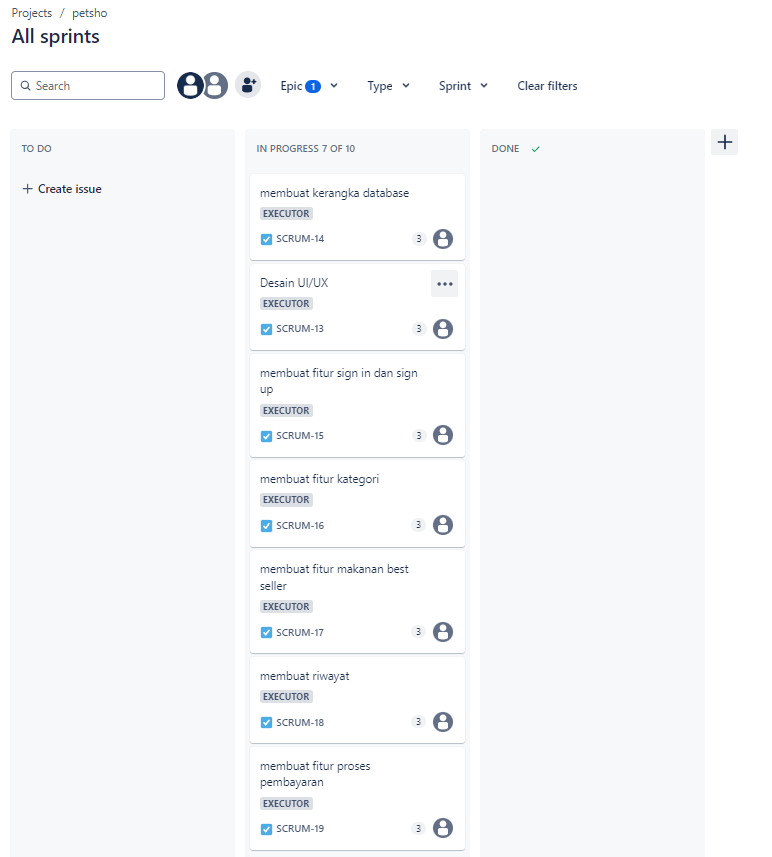 Projects / petsho
All sprints
Search
Epic 1
Type
Sprint
Clear filters
TO DO
Create issue
IN PROGRESS 7 OF 10
membuat kerangka database
EXECUTOR
SCRUM-14
3
Desain UI/UX
EXECUTOR
SCRUM-13
3
membuat fitur sign in dan sign
up
EXECUTOR
SCRUM-15
3
membuat fitur kategori
EXECUTOR
SCRUM-16
3
membuat fitur makanan best
seller
EXECUTOR
SCRUM-17
3
membuat riwayat
EXECUTOR
SCRUM-18
3
membuat fitur proses
pembayaran
EXECUTOR
SCRUM-19
3
DONE